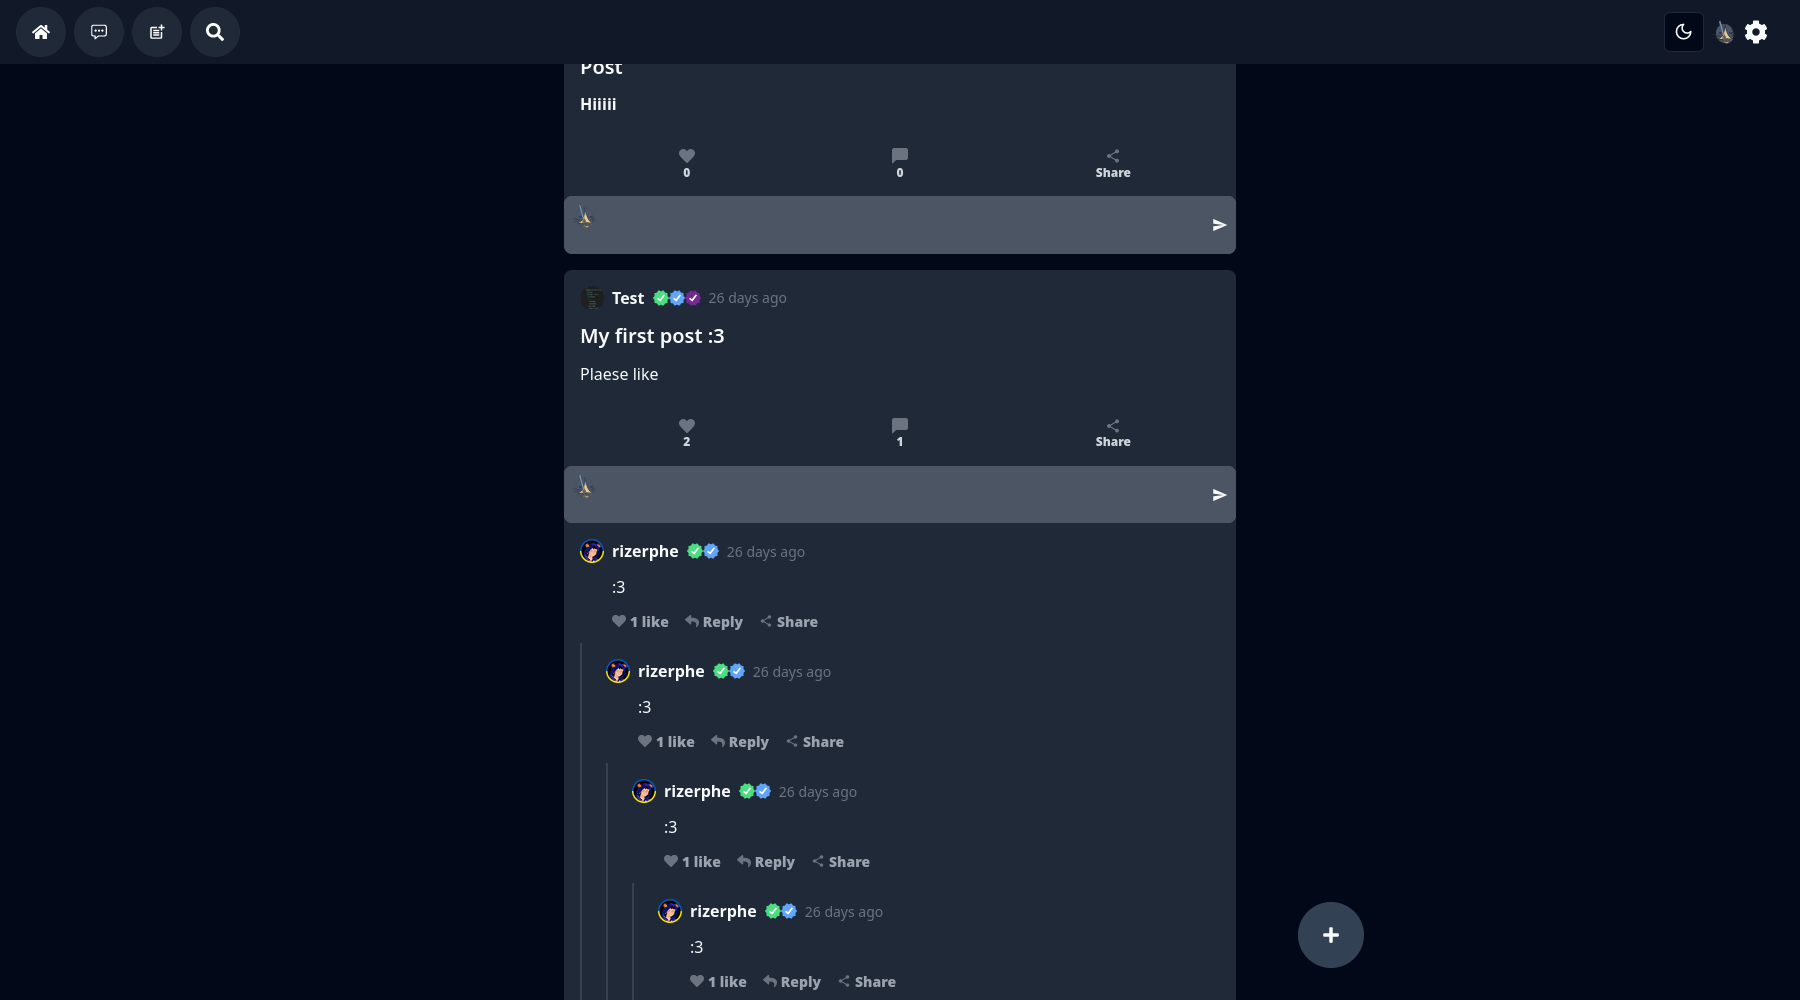 Post
Hiiiii
0 0 Share
Test 26 days ago
My first post :3
Plaese like
2 1 Share
rizerphe 26 days ago
:3
1 like Reply Share
rizerphe 26 days ago
:3
1 like Reply Share
rizerphe 26 days ago
:3
1 like Reply Share
rizerphe 26 days ago
:3
1 like Reply Share